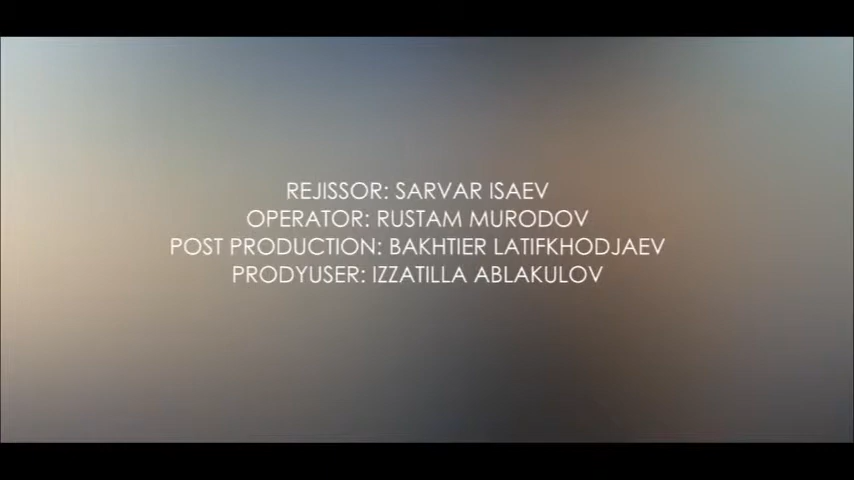 REJISSOR: SARVAR ISAEV
OPERATOR: RUSTAM MURODOV
POST PRODUCTION: BAKHTIER LATIFKHODJAEV
PRODYUSER: IZZATILLA ABLAKULOV